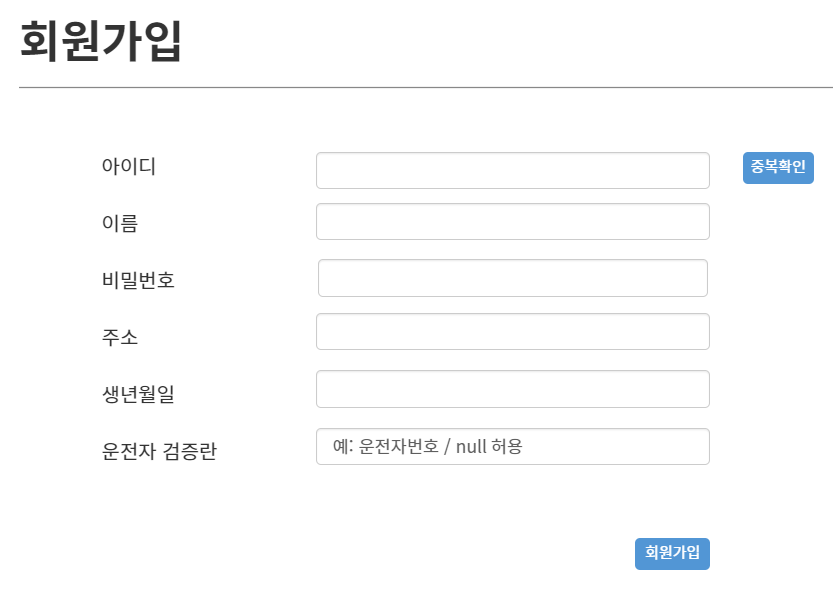 회원가입
아이디
중복확인
이름
비밀번호
주소
생년월일
운전자 검증란
예: 운전자번호 / null 허용
회원가입